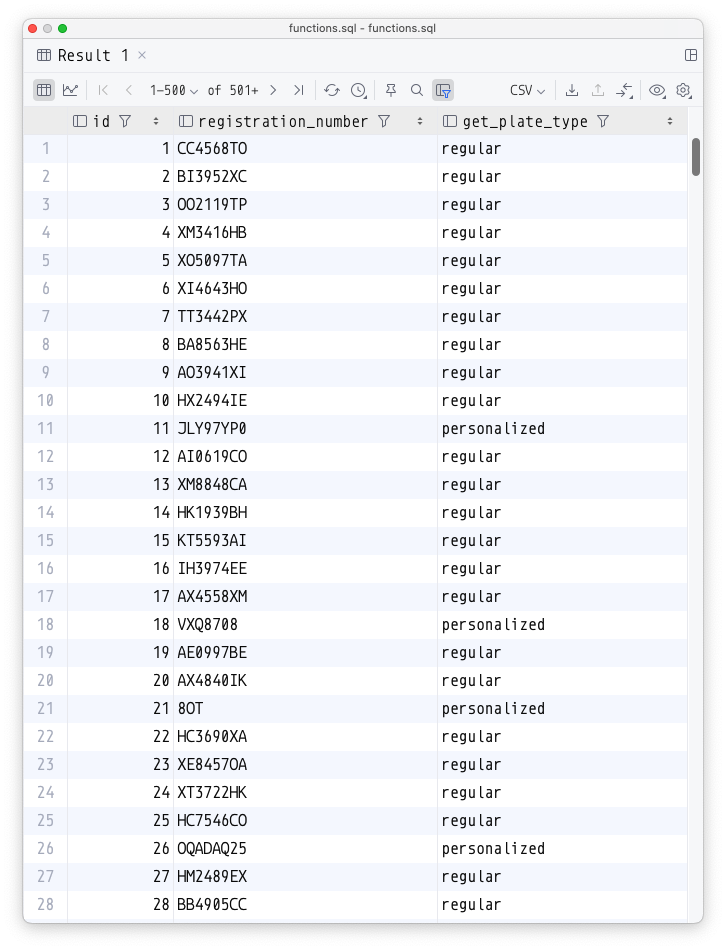 functions.sql – functions.sql
Result 1 ×
1–500 of 501+ CSV
id registration_number get_plate_type
1 1 CC4568TO regular
2 2 BI3952XC regular
3 3 OO2119TP regular
4 4 XM3416HB regular
5 5 XO5097TA regular
6 6 XI4643HO regular
7 7 TT3442PX regular
8 8 BA8563HE regular
9 9 AO3941XI regular
10 10 HX2494IE regular
11 11 JLY97YP0 personalized
12 12 AI0619CO regular
13 13 XM8848CA regular
14 14 HK1939BH regular
15 15 KT5593AI regular
16 16 IH3974EE regular
17 17 AX4558XM regular
18 18 VXQ8708 personalized
19 19 AE0997BE regular
20 20 AX4840IK regular
21 21 8OT personalized
22 22 HC3690XA regular
23 23 XE8457OA regular
24 24 XT3722HK regular
25 25 HC7546CO regular
26 26 OQADAQ25 personalized
27 27 HM2489EX regular
28 28 BB4905CC regular